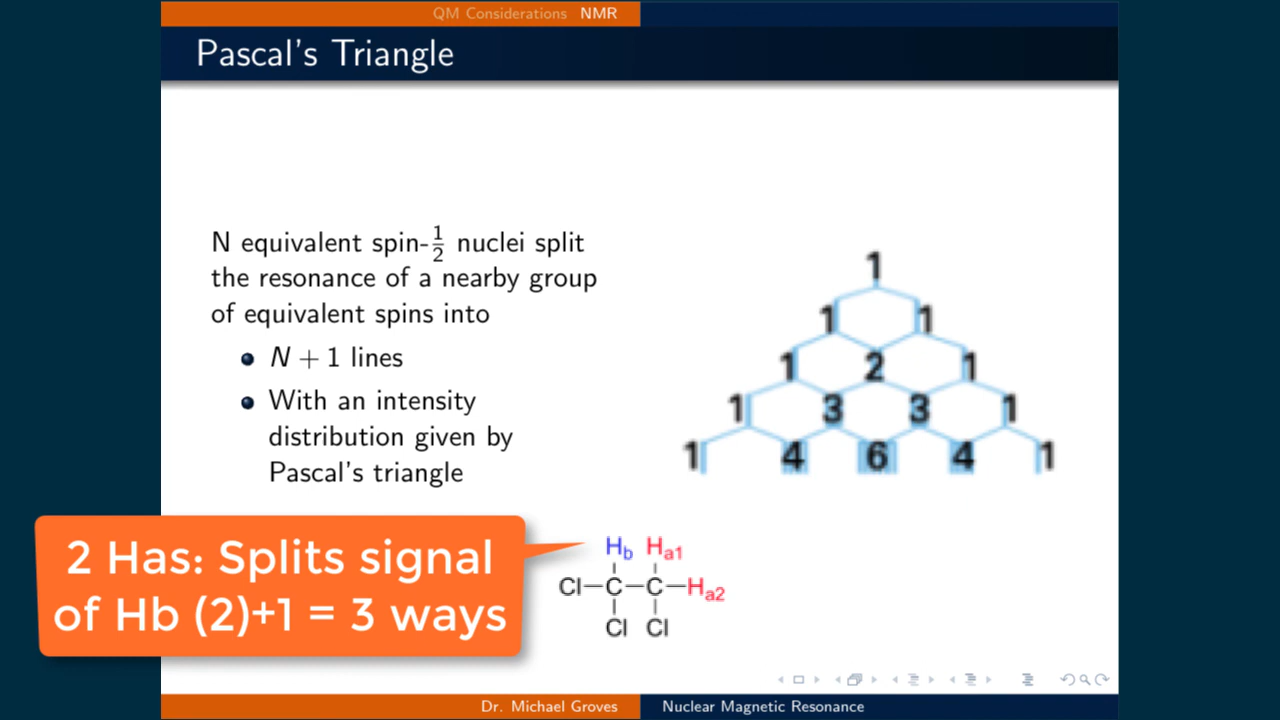 QM Considerations NMR
Pascal's Triangle
N equivalent spin-½ nuclei split
the resonance of a nearby group
of equivalent spins into
N + 1 lines
With an intensity
distribution given by
Pascal's triangle
1
1 1
1 2 1
1 3 3 1
1 4 6 4 1
2 Has: Splits signal
of Hb (2)+1 = 3 ways
Hb Ha1
Cl—C—C—Ha2
Cl Cl
Dr. Michael Groves Nuclear Magnetic Resonance